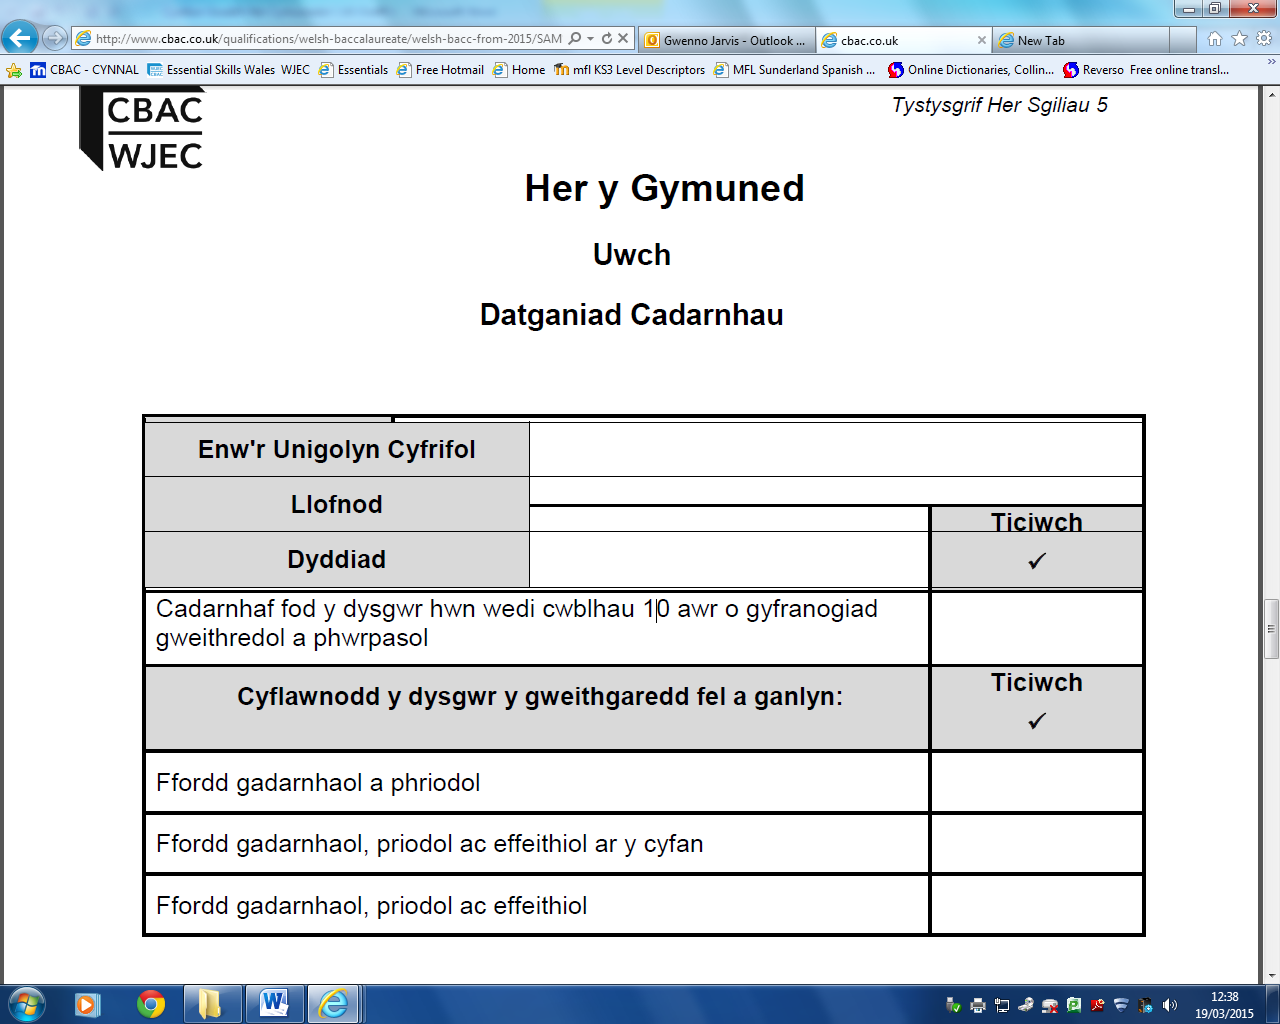 http://www.cbac.co.uk/qualifications/welsh-baccalaureate/welsh-bacc-from-2015/SAM
Gwenno Jarvis - Outlook ...
cbac.co.uk
New Tab
CBAC - CYNNAL
Essential Skills Wales WJEC
Essentials
Free Hotmail
Home
mfl KS3 Level Descriptors
MFL Sunderland Spanish ...
Online Dictionaries, Collin...
Reverso Free online transl...
CBAC
WJEC
Tystysgrif Her Sgiliau 5
Her y Gymuned
Uwch
Datganiad Cadarnhau
Enw'r Unigolyn Cyfrifol
Llofnod
Ticiwch
Dyddiad
✓
Cadarnhaf fod y dysgwr hwn wedi cwblhau 10 awr o gyfranogiad
gweithredol a phwrpasol
Cyflawnodd y dysgwr y gweithgaredd fel a ganlyn:
Ticiwch
✓
Ffordd gadarnhaol a phriodol
Ffordd gadarnhaol, priodol ac effeithiol ar y cyfan
Ffordd gadarnhaol, priodol ac effeithiol
12:38
19/03/2015